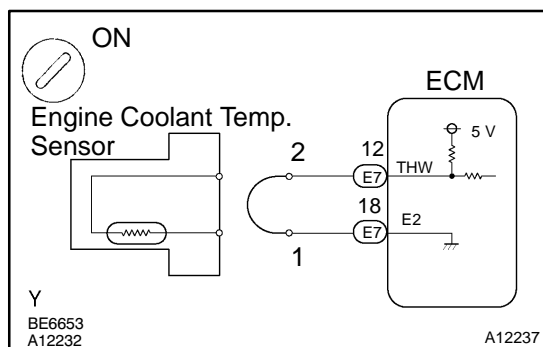 ON
ECM
Engine Coolant Temp.
Sensor
5 V
2
12
THW
E7
18
E2
E7
1
Y
BE6653
A12232
A12237